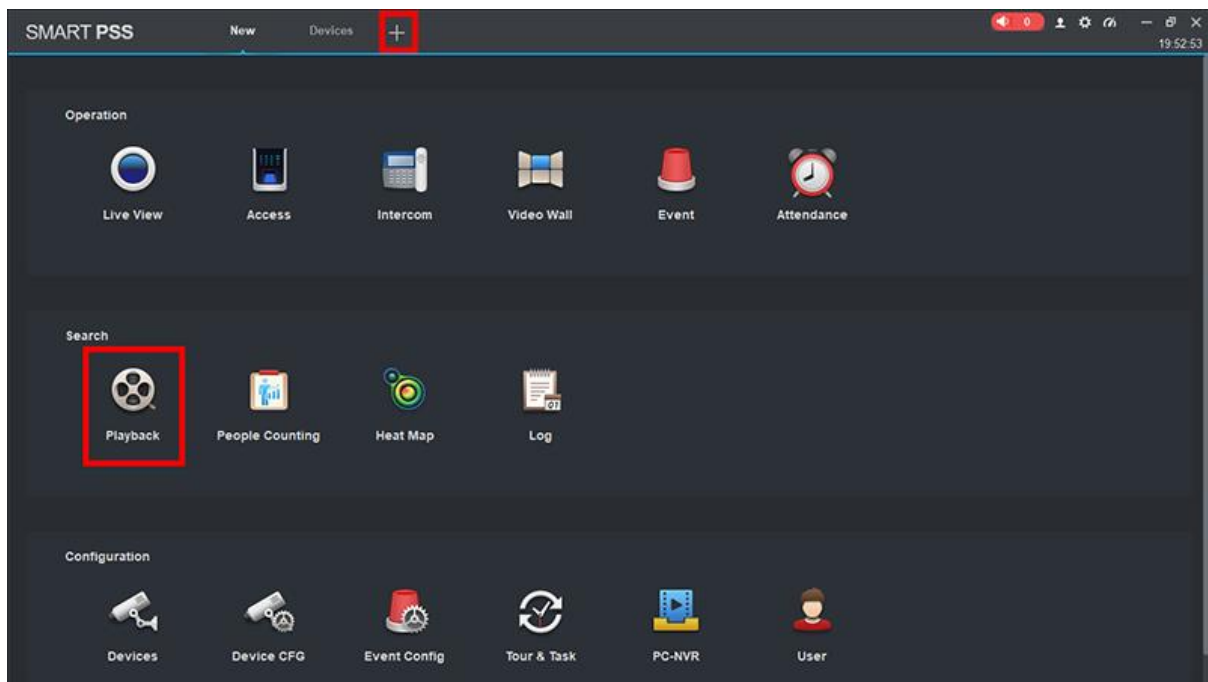 SMART PSS New Devices + 0
19:52:53
Operation
Live View Access Intercom Video Wall Event Attendance
Search
Playback People Counting Heat Map Log
01
Configuration
Devices Device CFG Event Config Tour & Task PC-NVR User